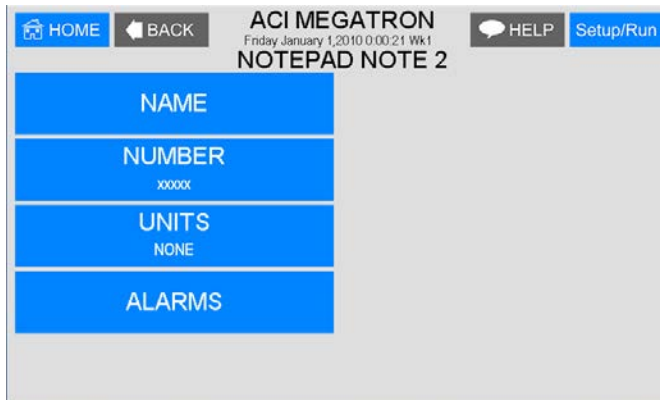 HOME BACK ACI MEGATRON HELP Setup/Run
Friday January 1,2010 0:00:21 Wk1
NOTEPAD NOTE 2
NAME
NUMBER
xxxxx
UNITS
NONE
ALARMS